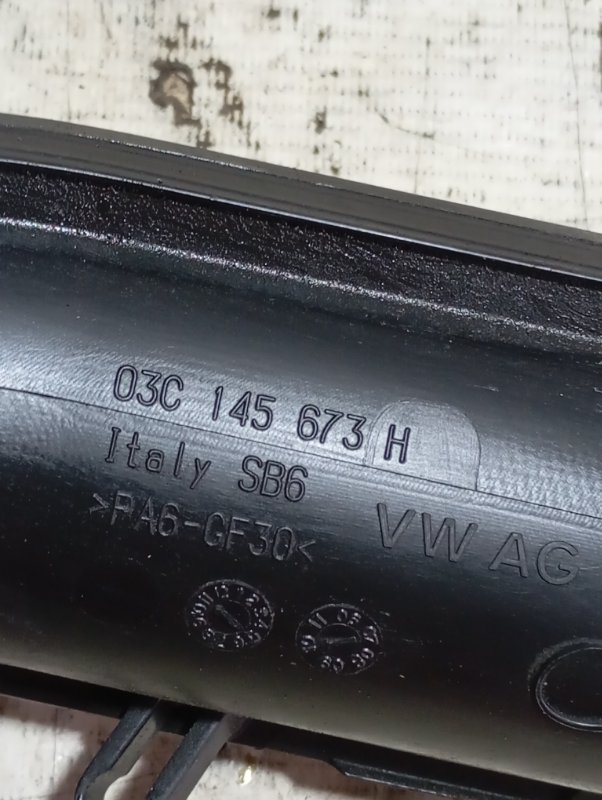 03C 145 673 H
Italy SB6
>PA6-GF30<
VW AG